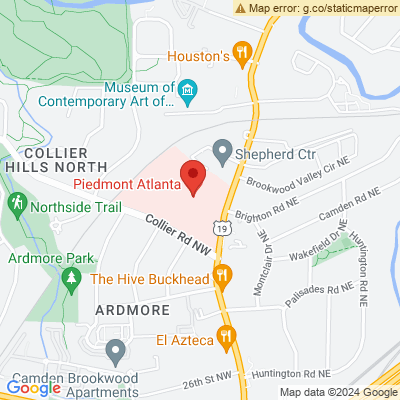 Map error: g.co/staticmaperror
Houston's
Museum of
Contemporary Art of...
COLLIER
HILLS NORTH
Shepherd Ctr
Piedmont Atlanta
Brookwood Valley Cir NE
Northside Trail
Brighton Rd NE
Camden Rd NE
Collier Rd NW
19
Ardmore Park
Montclair Dr NE
Wakefield Dr NE
Huntington Rd NE
The Hive Buckhead
Palisades Rd NE
ARDMORE
El Azteca
Camden Brookwood
Apartments
26th St NW
Huntington Rd NE
Google
Map data ©2024 Google